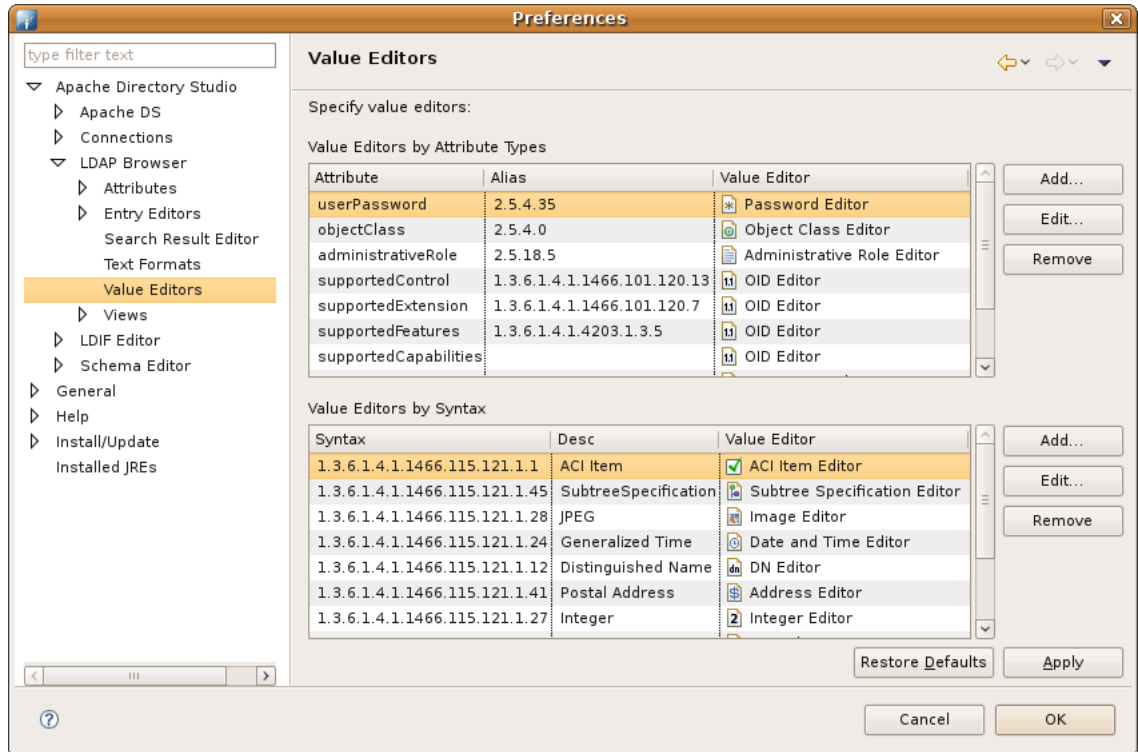 Preferences
type filter text
Apache Directory Studio
Apache DS
Connections
LDAP Browser
Attributes
Entry Editors
Search Result Editor
Text Formats
Value Editors
Views
LDIF Editor
Schema Editor
General
Help
Install/Update
Installed JREs
Value Editors
Specify value editors:
Value Editors by Attribute Types
Attribute Alias Value Editor
userPassword 2.5.4.35 Password Editor
objectClass 2.5.4.0 Object Class Editor
administrativeRole 2.5.18.5 Administrative Role Editor
supportedControl 1.3.6.1.4.1.1466.101.120.13 OID Editor
supportedExtension 1.3.6.1.4.1.1466.101.120.7 OID Editor
supportedFeatures 1.3.6.1.4.1.4203.1.3.5 OID Editor
supportedCapabilities OID Editor
Add...
Edit...
Remove
Value Editors by Syntax
Syntax Desc Value Editor
1.3.6.1.4.1.1466.115.121.1.1 ACI Item ACI Item Editor
1.3.6.1.4.1.1466.115.121.1.45 SubtreeSpecification Subtree Specification Editor
1.3.6.1.4.1.1466.115.121.1.28 JPEG Image Editor
1.3.6.1.4.1.1466.115.121.1.24 Generalized Time Date and Time Editor
1.3.6.1.4.1.1466.115.121.1.12 Distinguished Name DN Editor
1.3.6.1.4.1.1466.115.121.1.41 Postal Address Address Editor
1.3.6.1.4.1.1466.115.121.1.27 Integer Integer Editor
Add...
Edit...
Remove
Restore Defaults Apply
Cancel OK